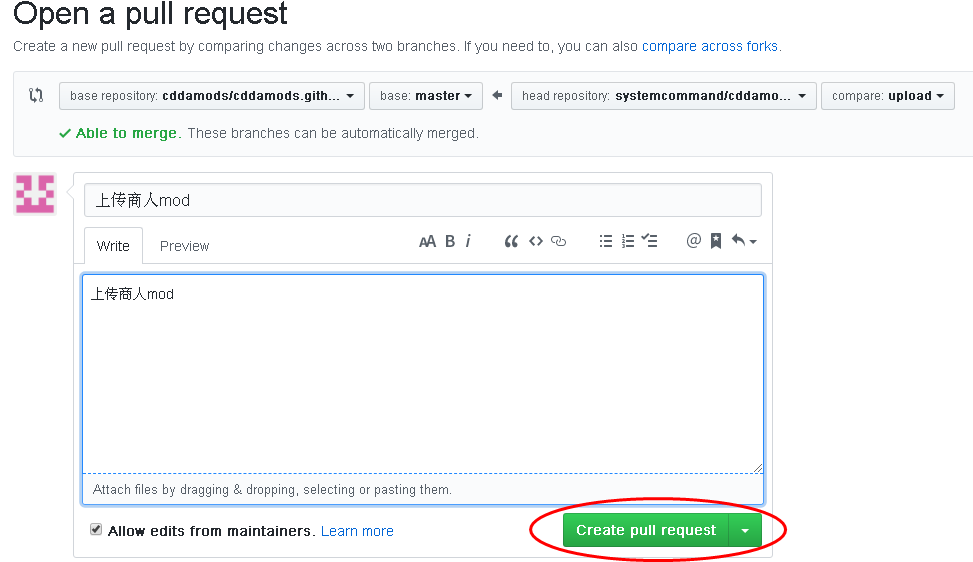 Open a pull request
Create a new pull request by comparing changes across two branches. If you need to, you can also compare across forks.
base repository: cddamods/cddamods.gith... base: master head repository: systemcommand/cddamo... compare: upload
Able to merge. These branches can be automatically merged.
上传商人mod
Write Preview AA B i @
上传商人mod
Attach files by dragging & dropping, selecting or pasting them.
Allow edits from maintainers. Learn more Create pull request